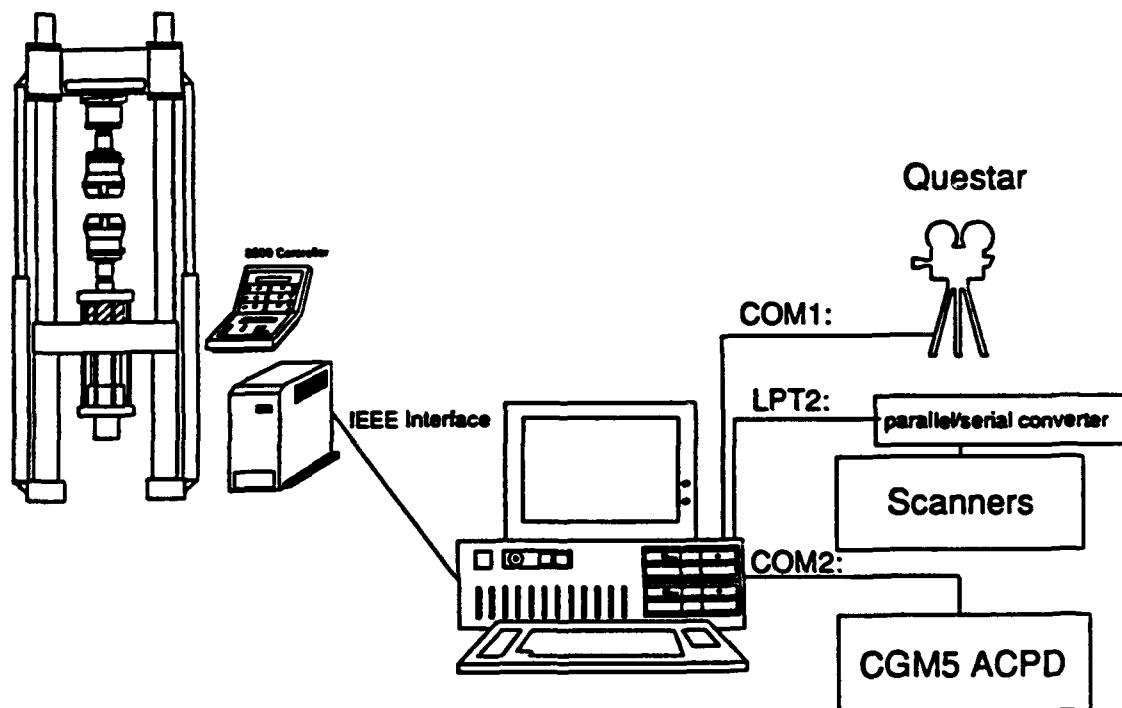 Questar
Controller
COM1:
LPT2:
IEEE Interface
parallel/serial converter
Scanners
COM2:
CGM5 ACPD